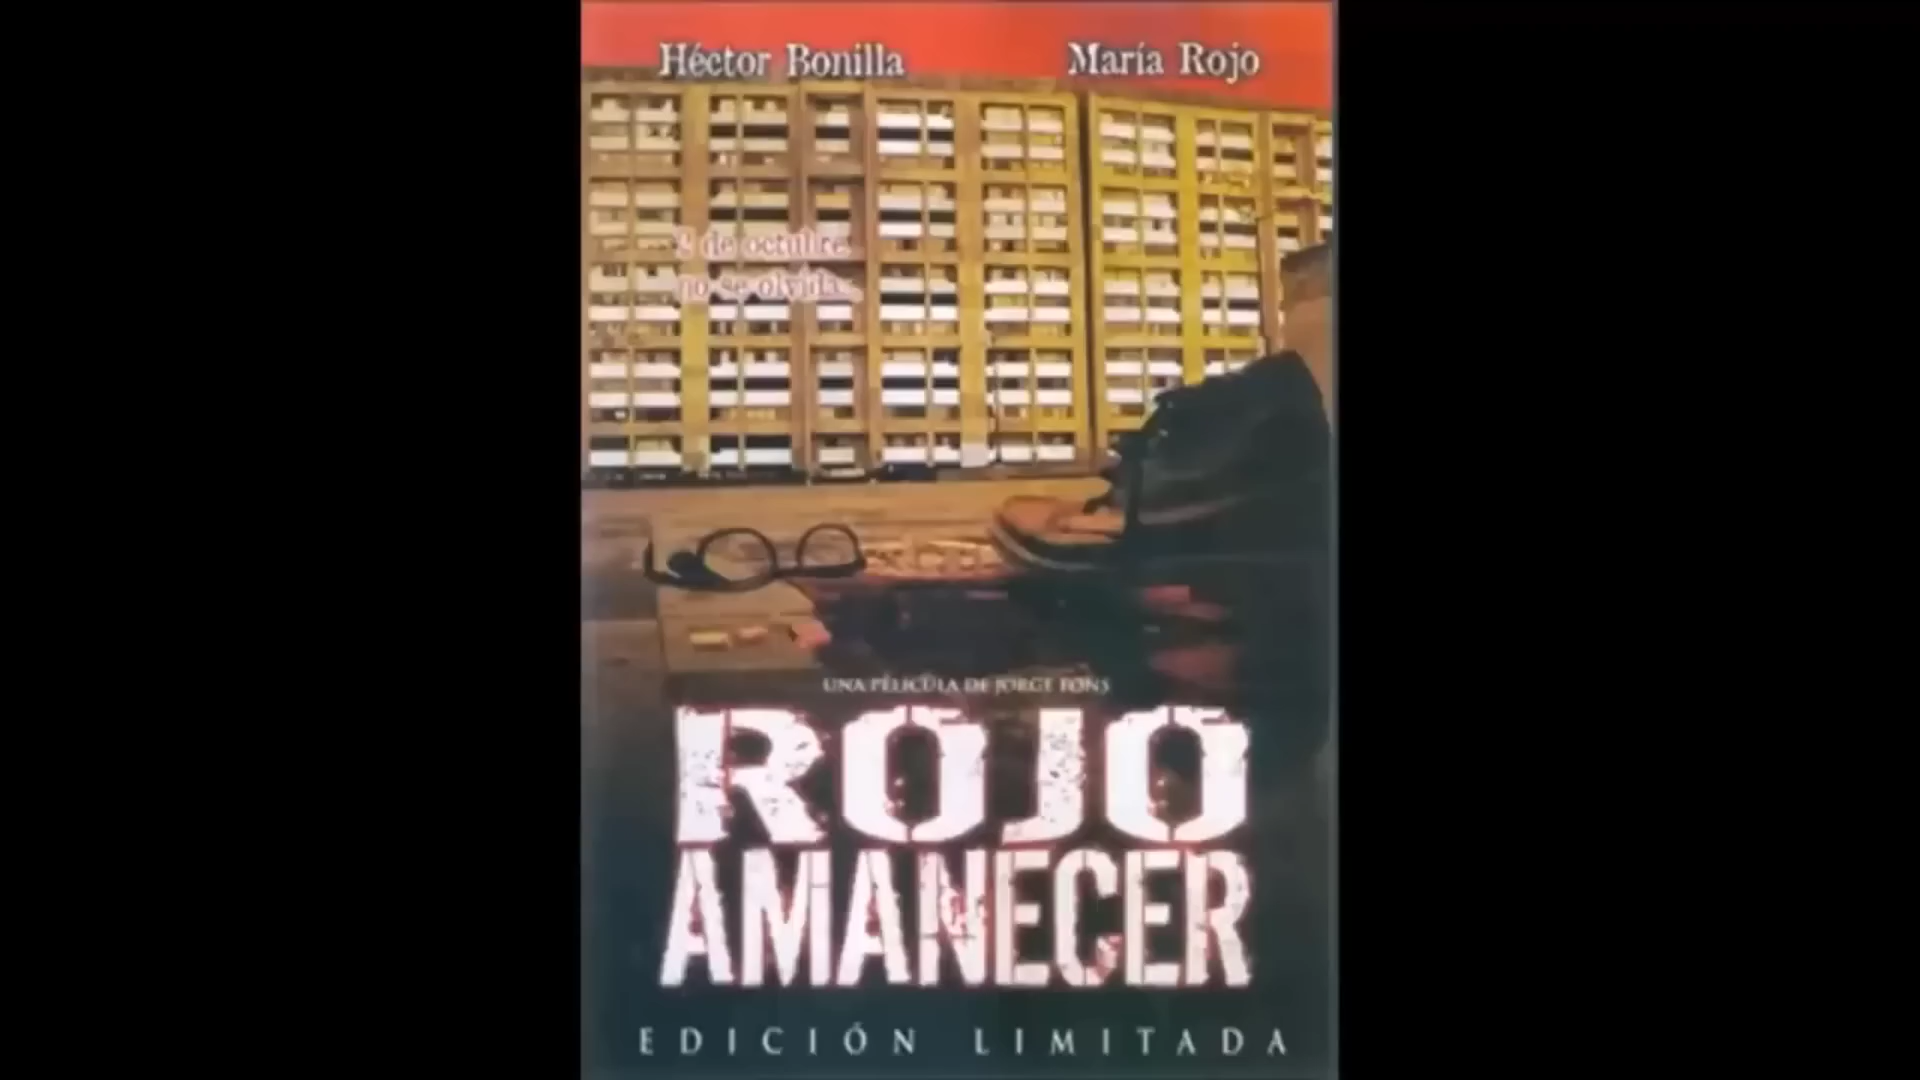 Héctor Bonilla María Rojo
2 de octubre
no se olvida...
UNA PELÍCULA DE JORGE FONS
ROJO
AMANECER
EDICIÓN LIMITADA